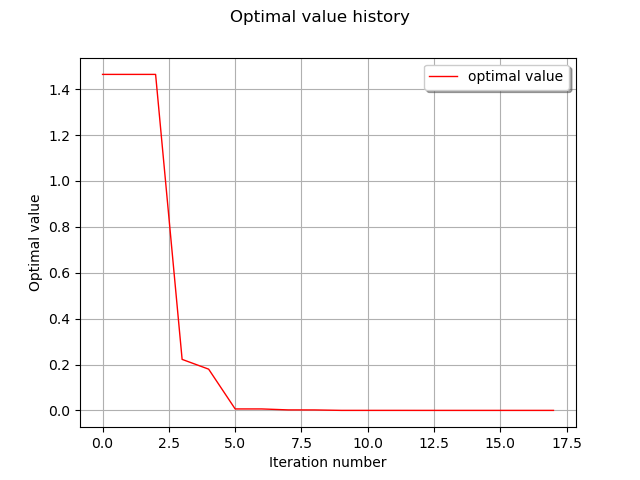 Optimal value history
optimal value
1.4
1.2
1.0
0.8
0.6
0.4
0.2
0.0
Optimal value
0.0 2.5 5.0 7.5 10.0 12.5 15.0 17.5
Iteration number